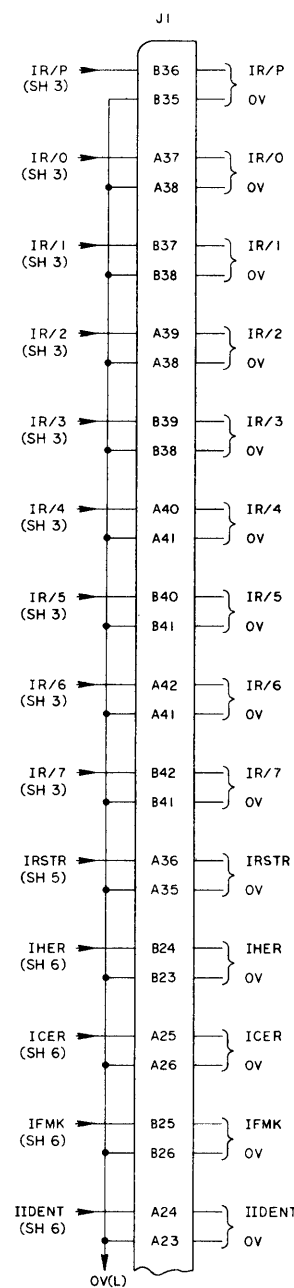 J1
IR/P B36 IR/P
(SH 3) B35 0V
IR/0 A37 IR/0
(SH 3) A38 0V
IR/1 B37 IR/1
(SH 3) B38 0V
IR/2 A39 IR/2
(SH 3) A38 0V
IR/3 B39 IR/3
(SH 3) B38 0V
IR/4 A40 IR/4
(SH 3) A41 0V
IR/5 B40 IR/5
(SH 3) B41 0V
IR/6 A42 IR/6
(SH 3) A41 0V
IR/7 B42 IR/7
(SH 3) B41 0V
IRSTR A36 IRSTR
(SH 5) A35 0V
IHER B24 IHER
(SH 6) B23 0V
ICER A25 ICER
(SH 6) A26 0V
IFMK B25 IFMK
(SH 6) B26 0V
IIDENT A24 IIDENT
(SH 6) A23 0V
0V(L)